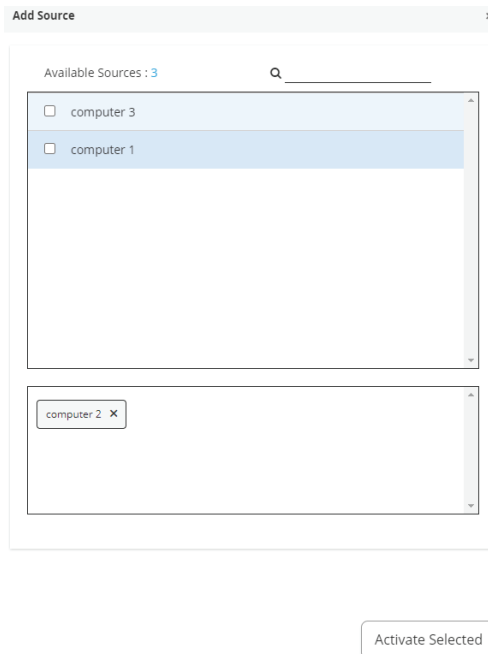 Add Source
Available Sources : 3
computer 3
computer 1
computer 2 ×
Activate Selected